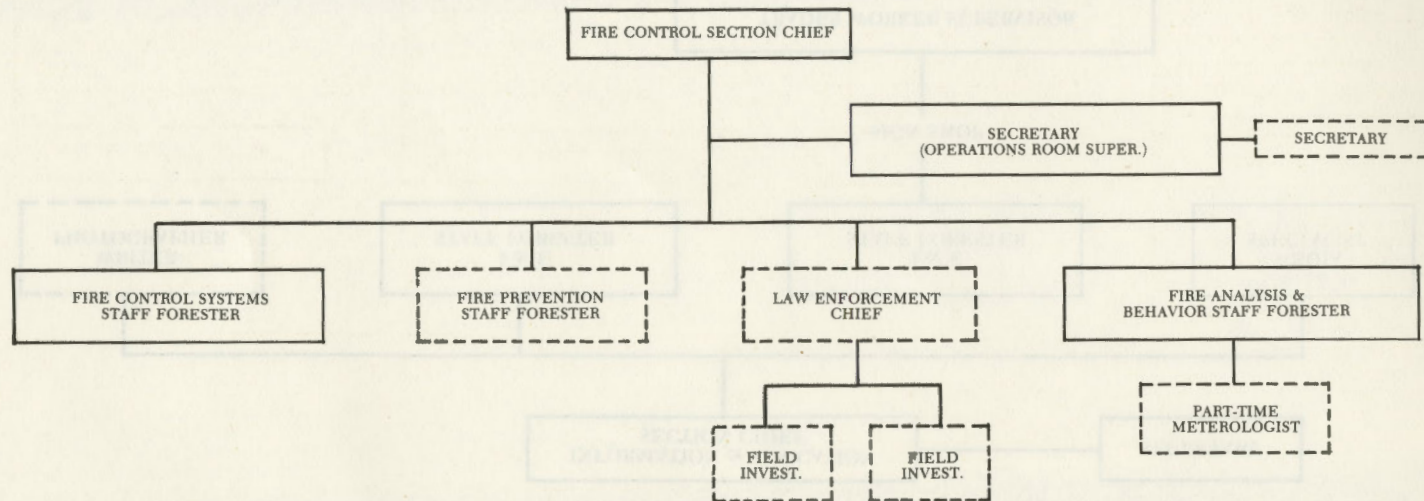 FIRE CONTROL SECTION CHIEF
SECRETARY
(OPERATIONS ROOM SUPER.)
SECRETARY
FIRE CONTROL SYSTEMS
STAFF FORESTER
FIRE PREVENTION
STAFF FORESTER
LAW ENFORCEMENT
CHIEF
FIRE ANALYSIS &
BEHAVIOR STAFF FORESTER
FIELD
INVEST.
FIELD
INVEST.
PART-TIME
METEROLOGIST